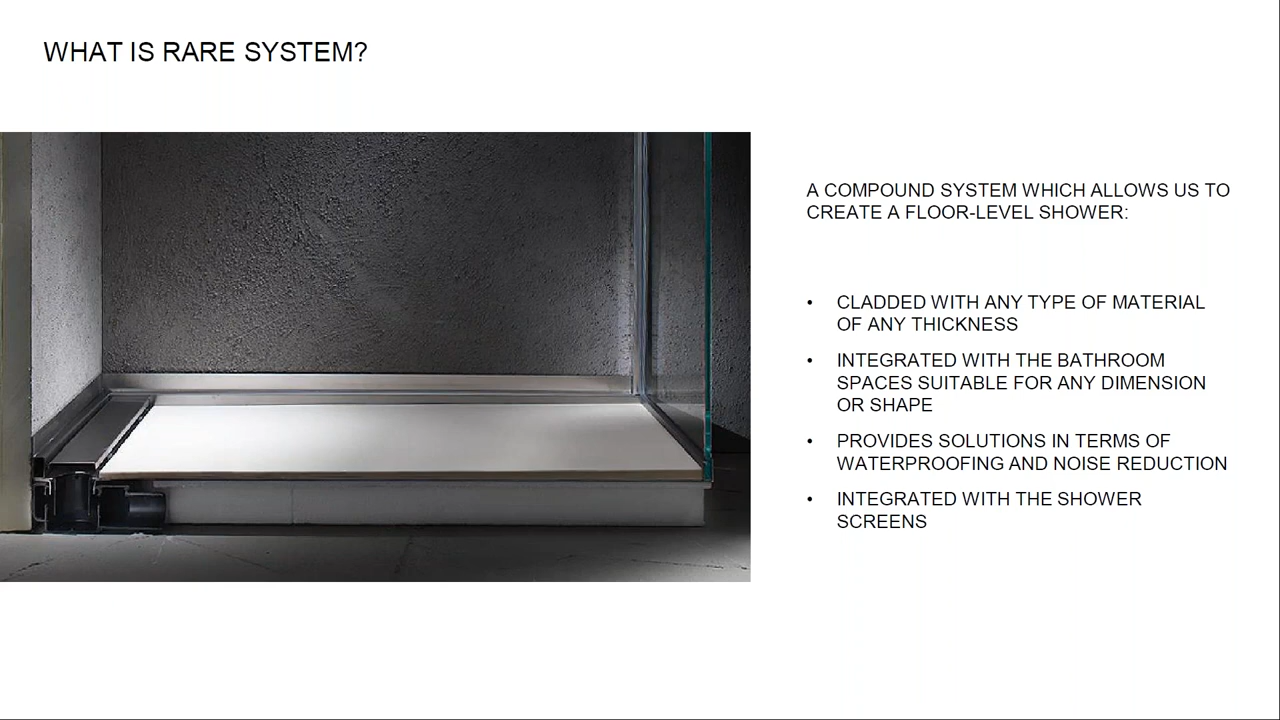 WHAT IS RARE SYSTEM?
A COMPOUND SYSTEM WHICH ALLOWS US TO
CREATE A FLOOR-LEVEL SHOWER:
• CLADDED WITH ANY TYPE OF MATERIAL
OF ANY THICKNESS
• INTEGRATED WITH THE BATHROOM
SPACES SUITABLE FOR ANY DIMENSION
OR SHAPE
• PROVIDES SOLUTIONS IN TERMS OF
WATERPROOFING AND NOISE REDUCTION
• INTEGRATED WITH THE SHOWER
SCREENS